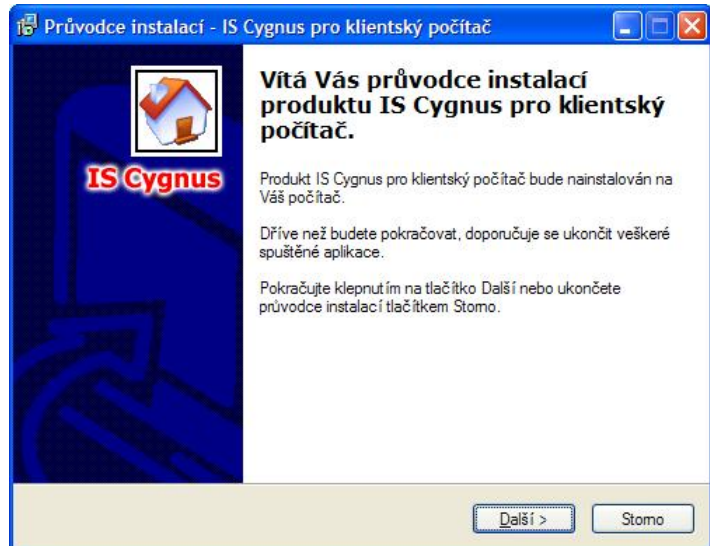 Průvodce instalací - IS Cygnus pro klientský počítač
Vítá Vás průvodce instalací
produktu IS Cygnus pro klientský
počítač.
IS Cygnus
Produkt IS Cygnus pro klientský počítač bude nainstalován na
Váš počítač.
Dříve než budete pokračovat, doporučuje se ukončit veškeré
spuštěné aplikace.
Pokračujte klepnutím na tlačítko Další nebo ukončete
průvodce instalací tlačítkem Storno.
Další >
Storno